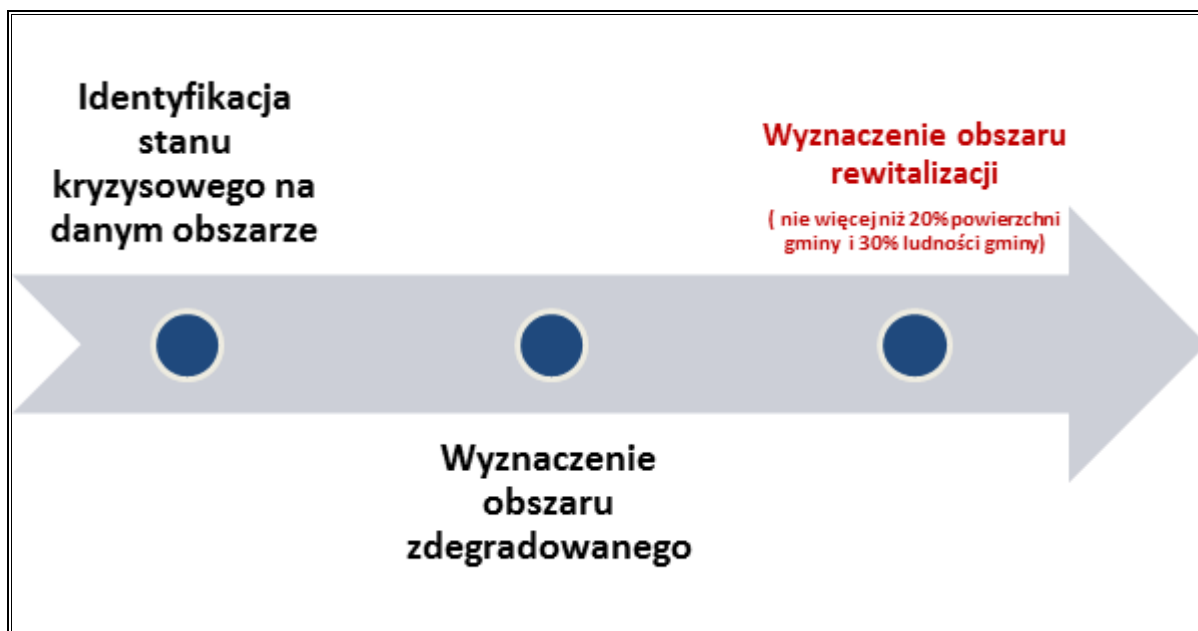 Identyfikacja
stanu
kryzysowego na
danym obszarze
Wyznaczenie
obszaru
zdegradowanego
Wyznaczenie obszaru
rewitalizacji
( nie więcej niż 20% powierzchni
gminy i 30% ludności gminy)